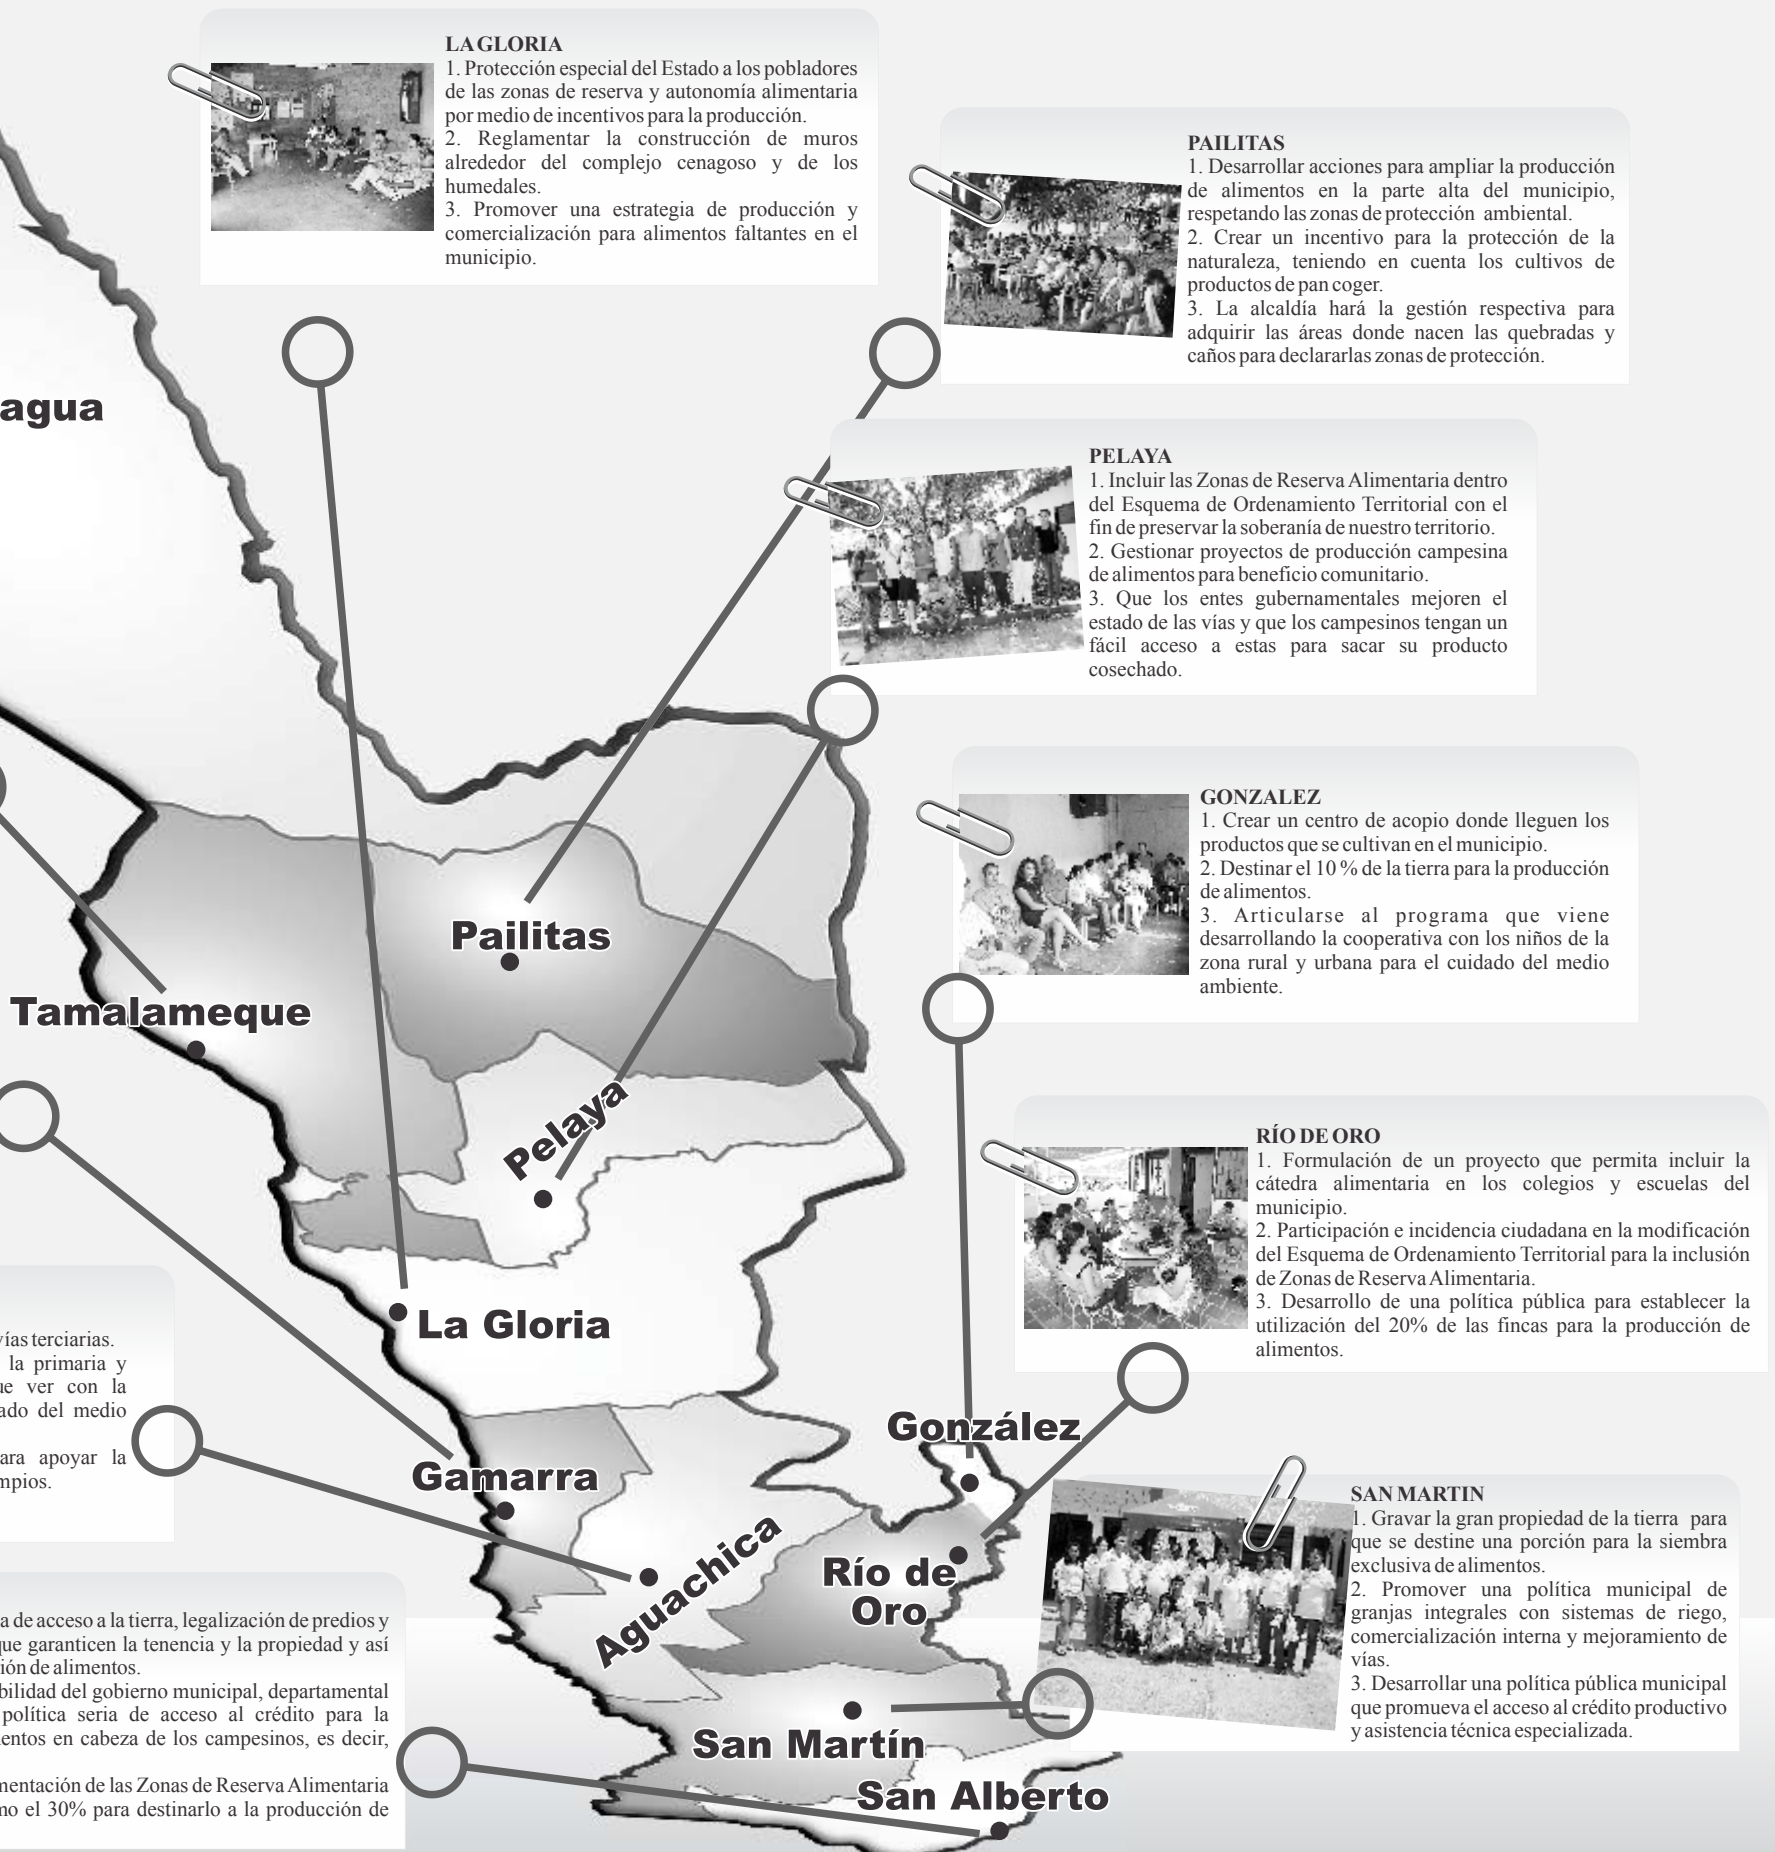 LA GLORIA
1. Protección especial del Estado a los pobladores
de las zonas de reserva y autonomía alimentaria
por medio de incentivos para la producción.
2. Reglamentar la construcción de muros
alrededor del complejo cenagoso y de los
humedales.
3. Promover una estrategia de producción y
comercialización para alimentos faltantes en el
municipio.
PAILITAS
1. Desarrollar acciones para ampliar la producción
de alimentos en la parte alta del municipio,
respetando las zonas de protección ambiental.
2. Crear un incentivo para la protección de la
naturaleza, teniendo en cuenta los cultivos de
productos de pan coger.
3. La alcaldía hará la gestión respectiva para
adquirir las áreas donde nacen las quebradas y
caños para declararlas zonas de protección.
agua
PELAYA
1. Incluir las Zonas de Reserva Alimentaria dentro
del Esquema de Ordenamiento Territorial con el
fin de preservar la soberanía de nuestro territorio.
2. Gestionar proyectos de producción campesina
de alimentos para beneficio comunitario.
3. Que los entes gubernamentales mejoren el
estado de las vías y que los campesinos tengan un
fácil acceso a estas para sacar su producto
cosechado.
GONZALEZ
1. Crear un centro de acopio donde lleguen los
productos que se cultivan en el municipio.
2. Destinar el 10 % de la tierra para la producción
de alimentos.
3. Articularse al programa que viene
desarrollando la cooperativa con los niños de la
zona rural y urbana para el cuidado del medio
ambiente.
Pailitas
Tamalameque
Pelaya
RÍO DE ORO
1. Formulación de un proyecto que permita incluir la
cátedra alimentaria en los colegios y escuelas del
municipio.
2. Participación e incidencia ciudadana en la modificación
del Esquema de Ordenamiento Territorial para la inclusión
de Zonas de Reserva Alimentaria.
3. Desarrollo de una política pública para establecer la
utilización del 20% de las fincas para la producción de
alimentos.
La Gloria
vías terciarias.
la primaria y
ue ver con la
ado del medio
ara apoyar la
mpios.
González
Gamarra
Aguachica
Río de
Oro
SAN MARTIN
1. Gravar la gran propiedad de la tierra para
que se destine una porción para la siembra
exclusiva de alimentos.
2. Promover una política municipal de
granjas integrales con sistemas de riego,
comercialización interna y mejoramiento de
vías.
3. Desarrollar una política pública municipal
que promueva el acceso al crédito productivo
y asistencia técnica especializada.
a de acceso a la tierra, legalización de predios y
que garanticen la tenencia y la propiedad y así
ción de alimentos.
bilidad del gobierno municipal, departamental
política seria de acceso al crédito para la
entos en cabeza de los campesinos, es decir,
mentación de las Zonas de Reserva Alimentaria
mo el 30% para destinarlo a la producción de
San Martín
San Alberto